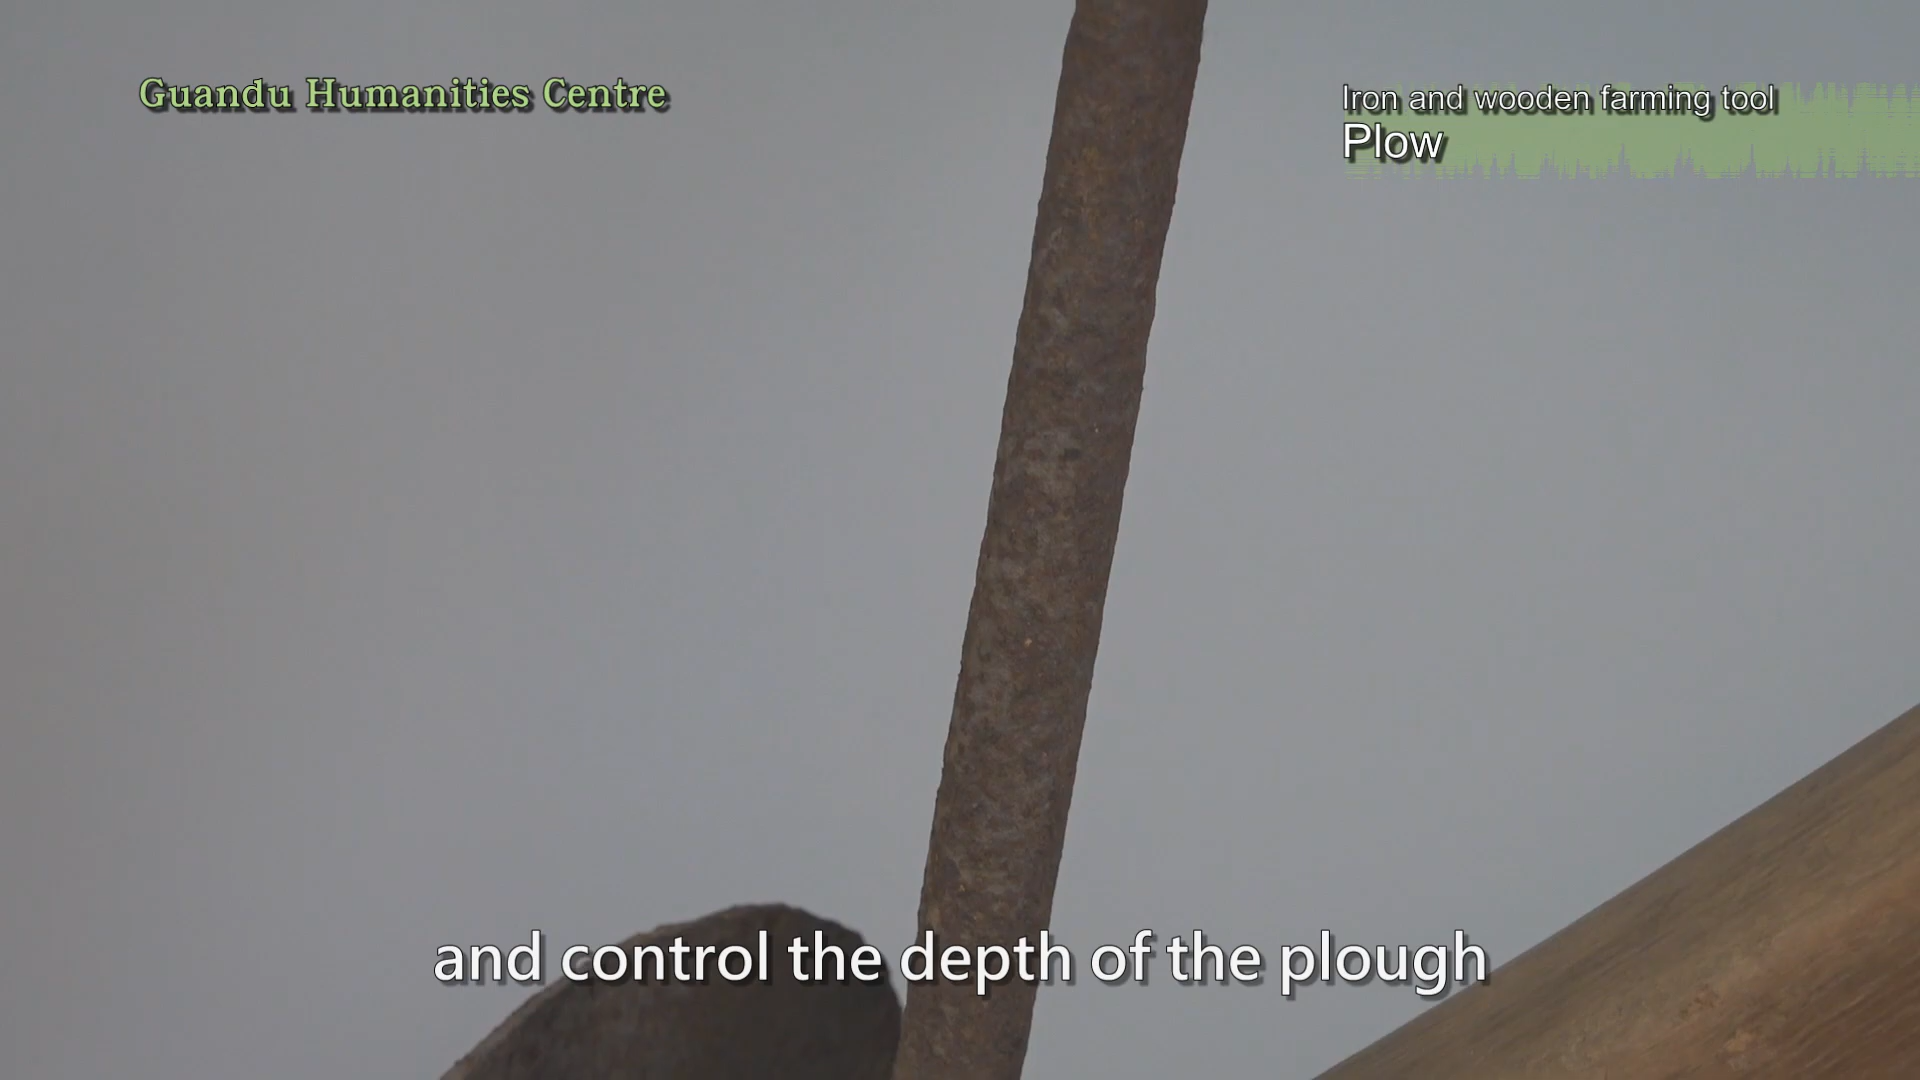 Guandu Humanities Centre
Iron and wooden farming tool
Plow
and control the depth of the plough